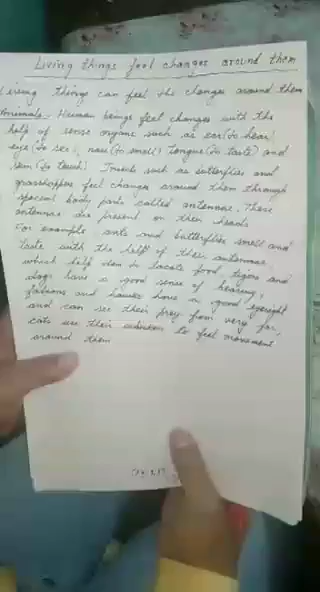 Living things feel changes around them
Living things can feel the changes around them
Animals - Human beings feel changes with the
help of sense organs such as ear (to hear)
eye (to see), nose (to smell) tongue (to taste) and
skin (to touch). Insects such as butterflies and
grasshopper feel changes around them through
special body parts called antennae. These
antennae are present on their heads
For example, ants and butterflies smell and
taste with the help of their antennae,
which help them to locate food, tigers and
dogs have a good sense of hearing,
falcons and hawks have a good eyesight
and can see their prey from very far,
cats use their whiskers to feel movement
around them